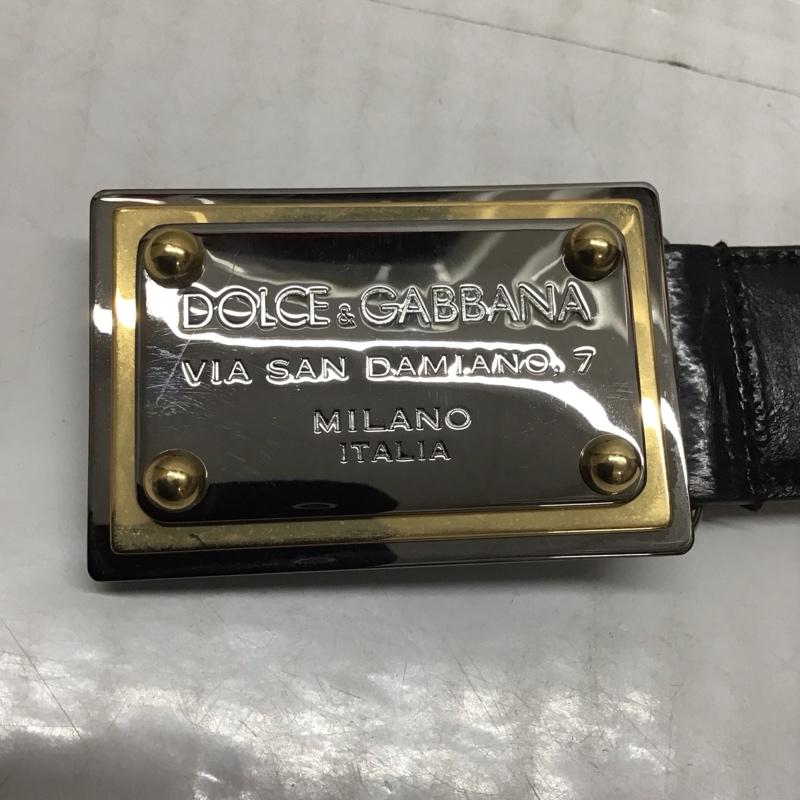 DOLCE & GABBANA
VIA SAN DAMIANO, 7
MILANO
ITALIA